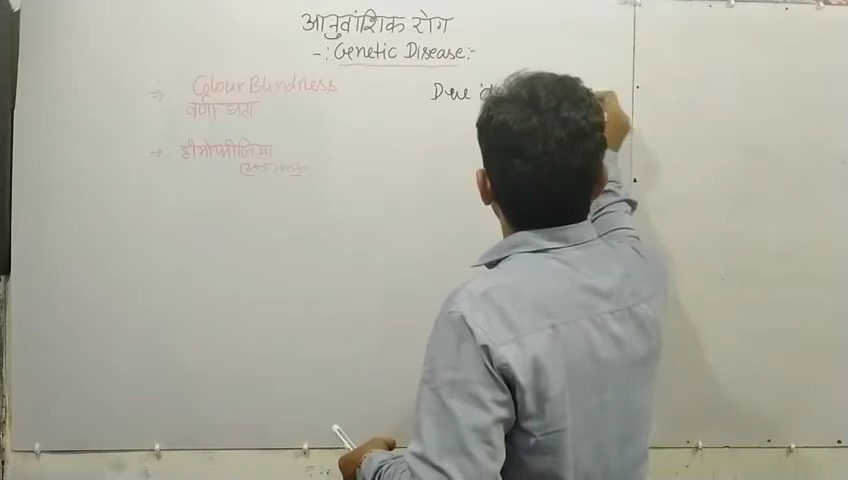 आनुवांशिक रोग
-: Genetic Disease:-
→ Colour Blindness
वर्णांधता
→ हीमोफीलिया
Due